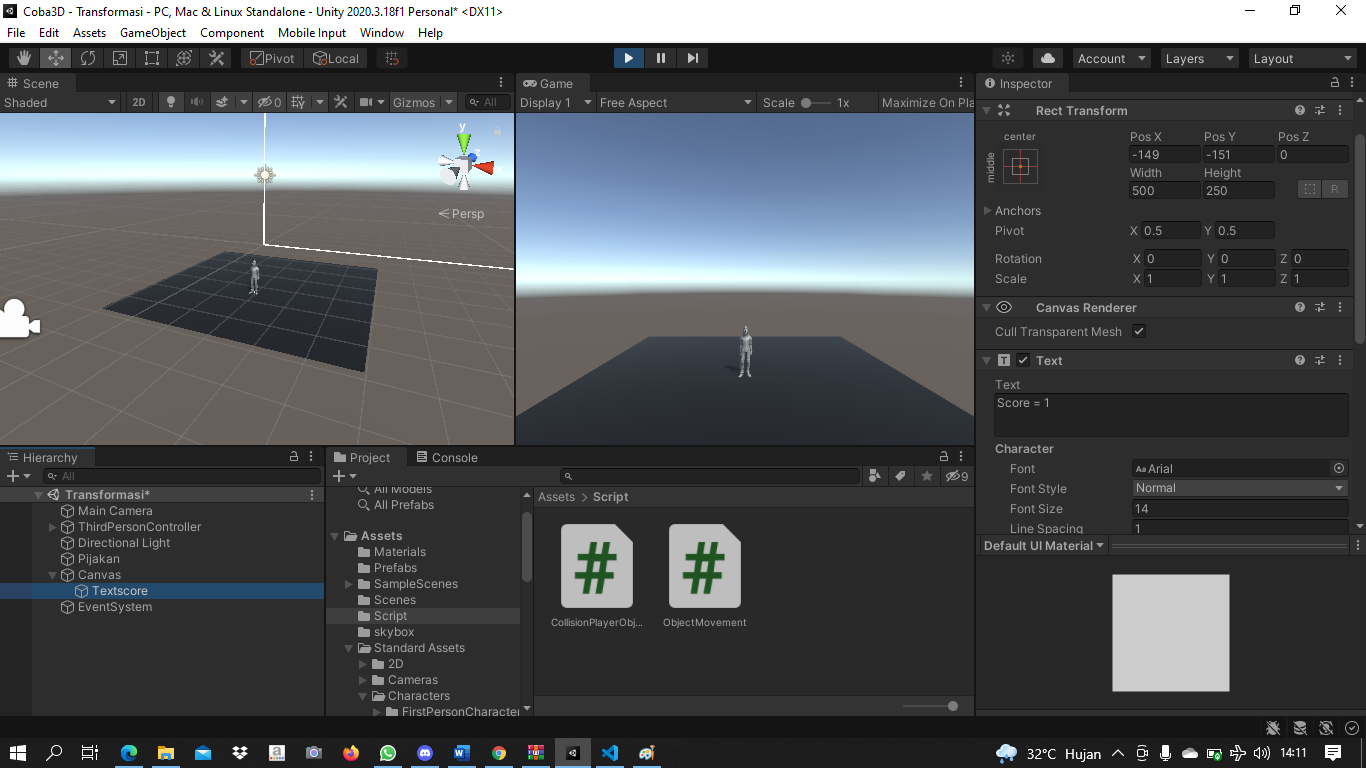 Coba3D - Transformasi - PC, Mac & Linux Standalone - Unity 2020.3.18f1 Personal* <DX11>
File Edit Assets GameObject Component Mobile Input Window Help
Pivot Local Account Layers Layout
Scene
Shaded 2D 0 Gizmos All
y
Persp
Game
Display 1 Free Aspect Scale 1x Maximize On Pla
Inspector
Rect Transform
center
middle
Pos X Pos Y Pos Z
-149 -151 0
Width Height
500 250 R
Anchors
Pivot X 0.5 Y 0.5
Rotation X 0 Y 0 Z 0
Scale X 1 Y 1 Z 1
Canvas Renderer
Cull Transparent Mesh
T Text
Text
Score = 1
Character
Font Aa Arial
Font Style Normal
Font Size 14
Line Spacing 1
Default UI Material
Hierarchy
All
Transformasi*
Main Camera
ThirdPersonController
Directional Light
Pijakan
Canvas
Textscore
EventSystem
Project Console
9
All Models
All Prefabs
Assets
Materials
Prefabs
SampleScenes
Scenes
Script
skybox
Standard Assets
2D
Cameras
Characters
FirstPersonCharacter
Assets > Script
#
#
CollisionPlayerObj...
ObjectMovement
32°C Hujan 14:11